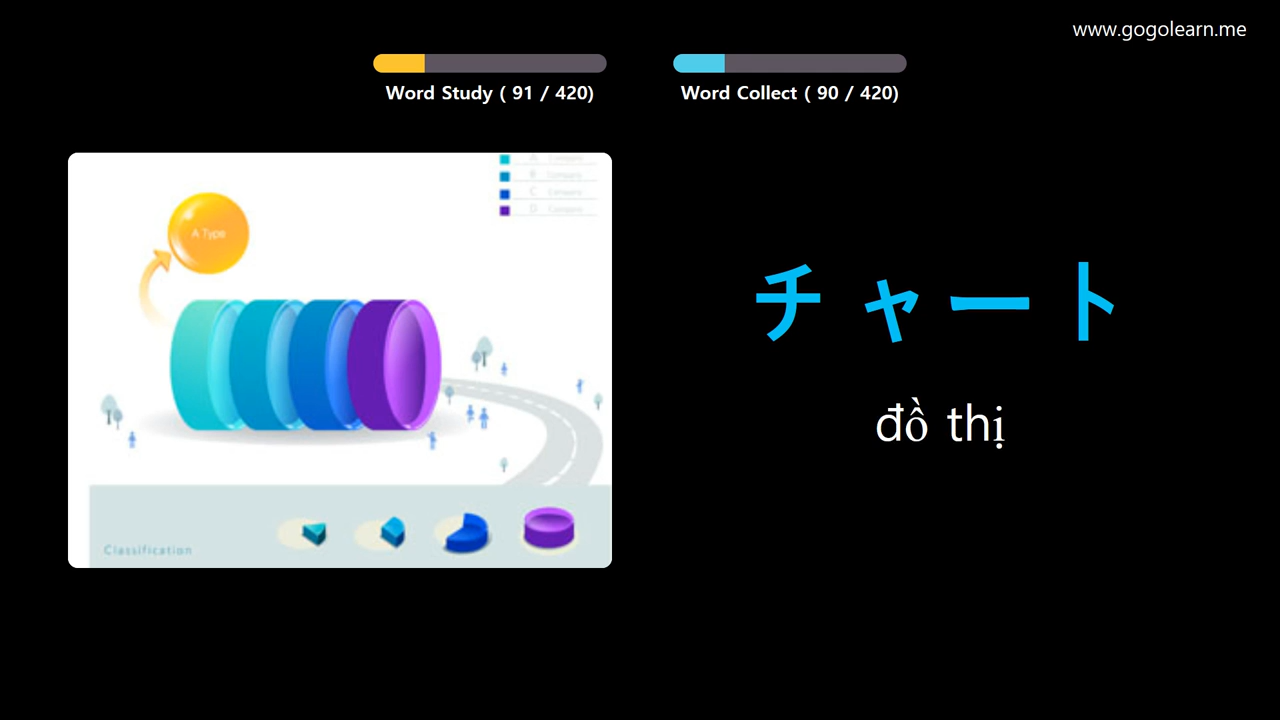 www.gogolearn.me
Word Study ( 91 / 420)
Word Collect ( 90 / 420)
A Type
A
B
C
D
チャート
đồ thị
Classification